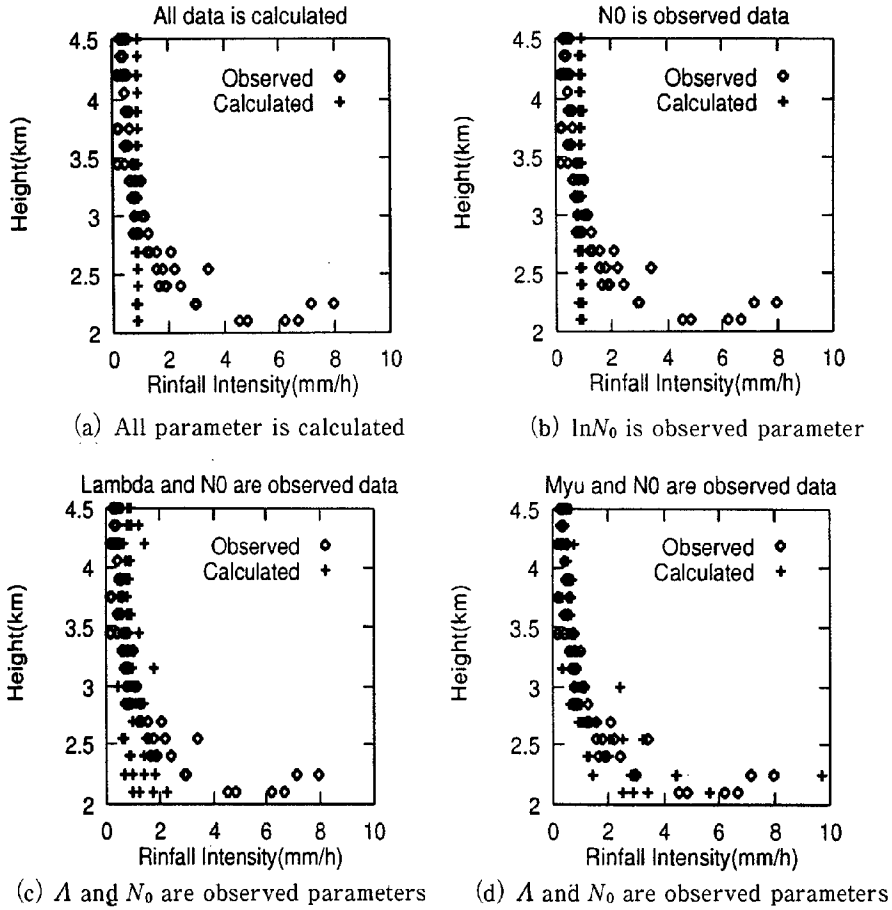 All data is calculated
4.5
4
3.5
3
2.5
2
Height(km)
Observed
Calculated
0 2 4 6 8 10
Rinfall Intensity(mm/h)
(a) All parameter is calculated
N0 is observed data
4.5
4
3.5
3
2.5
2
Height(km)
Observed
Calculated
0 2 4 6 8 10
Rinfall Intensity(mm/h)
(b) lnN₀ is observed parameter
Lambda and N0 are observed data
4.5
4
3.5
3
2.5
2
Height(km)
Observed
Calculated
0 2 4 6 8 10
Rinfall Intensity(mm/h)
(c) Λ and N₀ are observed parameters
Myu and N0 are observed data
4.5
4
3.5
3
2.5
2
Height(km)
Observed
Calculated
0 2 4 6 8 10
Rinfall Intensity(mm/h)
(d) Λ and N₀ are observed parameters